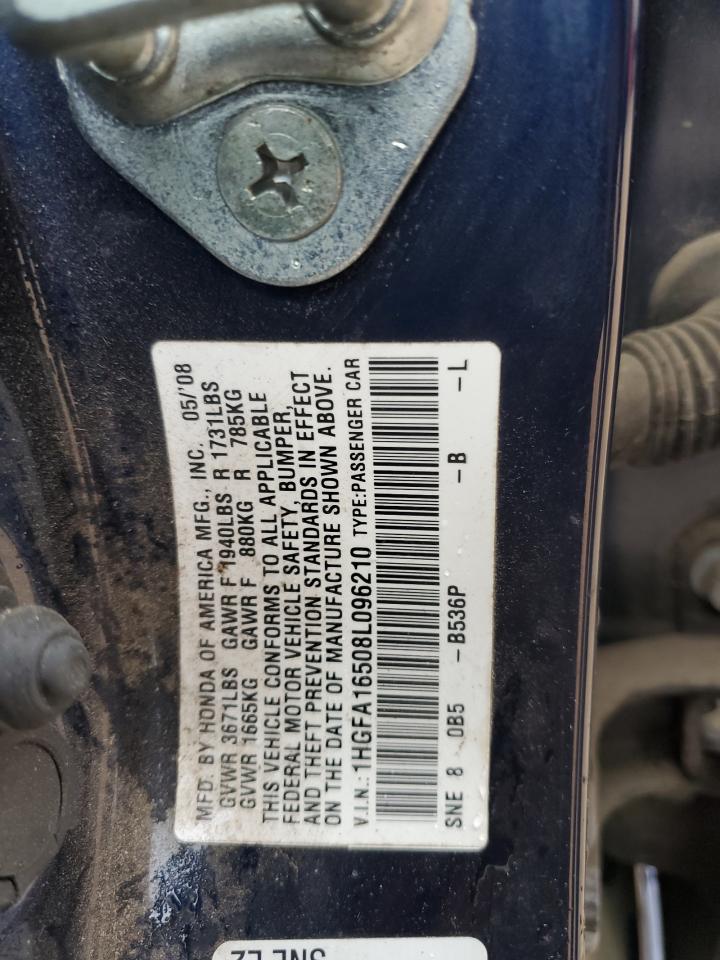 MFD. BY HONDA OF AMERICA MFG., INC. 05/'08
GVWR 3671LBS GAWR F 1940LBS R 1731LBS
GVWR 1665KG GAWR F 880KG R 785KG
THIS VEHICLE CONFORMS TO ALL APPLICABLE
FEDERAL MOTOR VEHICLE SAFETY, BUMPER,
AND THEFT PREVENTION STANDARDS IN EFFECT
ON THE DATE OF MANUFACTURE SHOWN ABOVE.
V.I.N.: 1HGFA16508L096210 TYPE:PASSENGER CAR
SNE 8 0B5 -B536P -B -L